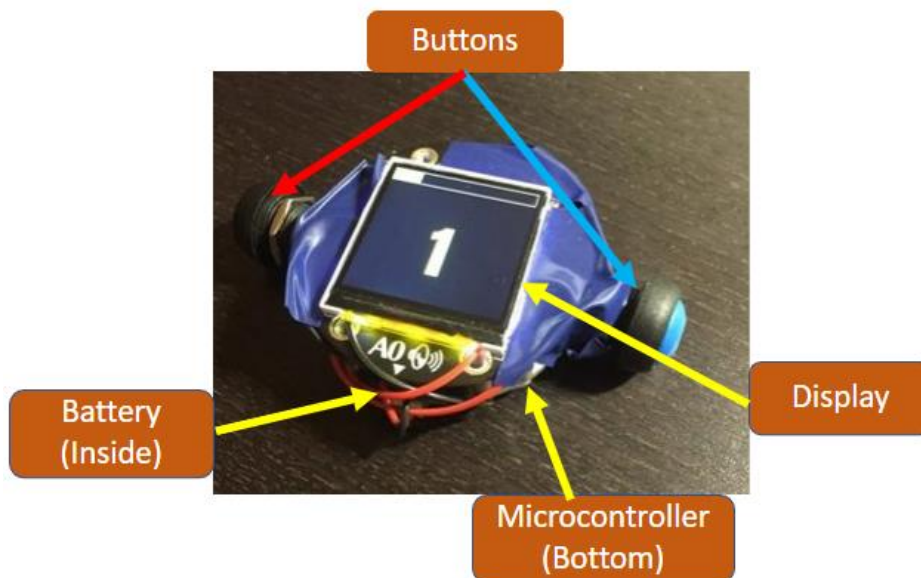 Buttons
1
A0
Battery
(Inside)
Display
Microcontroller
(Bottom)